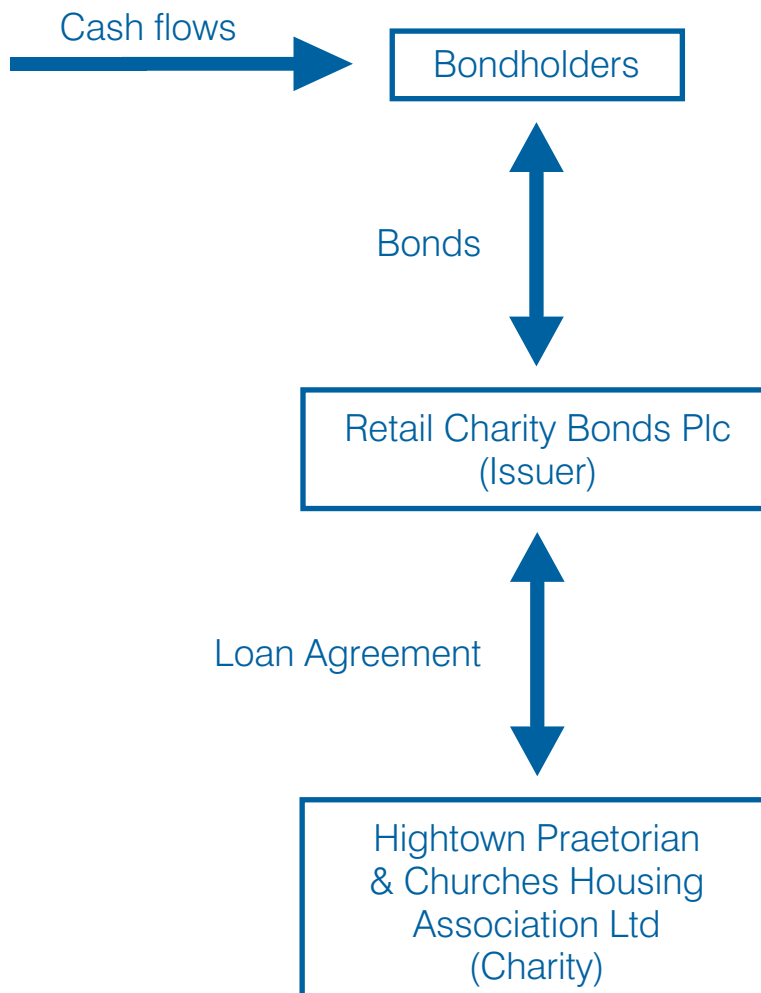 Cash flows
Bondholders
Bonds
Retail Charity Bonds Plc
(Issuer)
Loan Agreement
Hightown Praetorian
& Churches Housing
Association Ltd
(Charity)